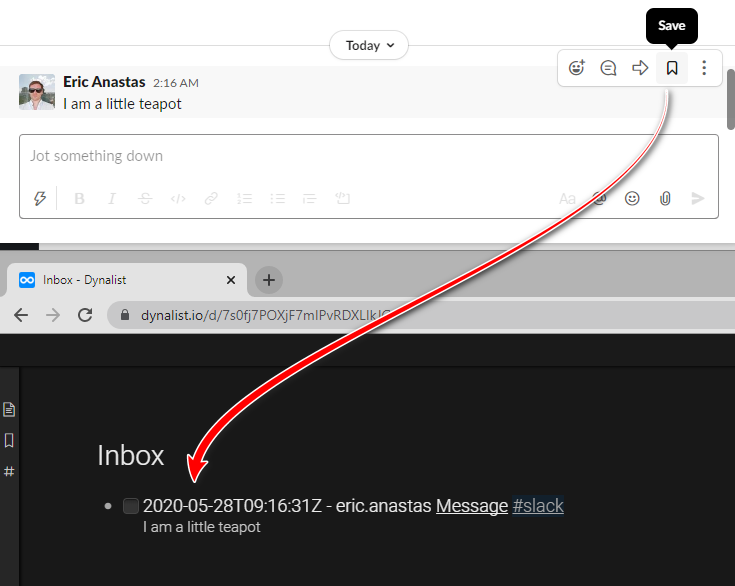 Save
Today
Eric Anastas 2:16 AM
I am a little teapot
Jot something down
B I S </> Aa @
Inbox - Dynalist
dynalist.io/d/7s0fj7POXjF7mIPvRDXLIkJC
Inbox
2020-05-28T09:16:31Z - eric.anastas Message #slack
I am a little teapot